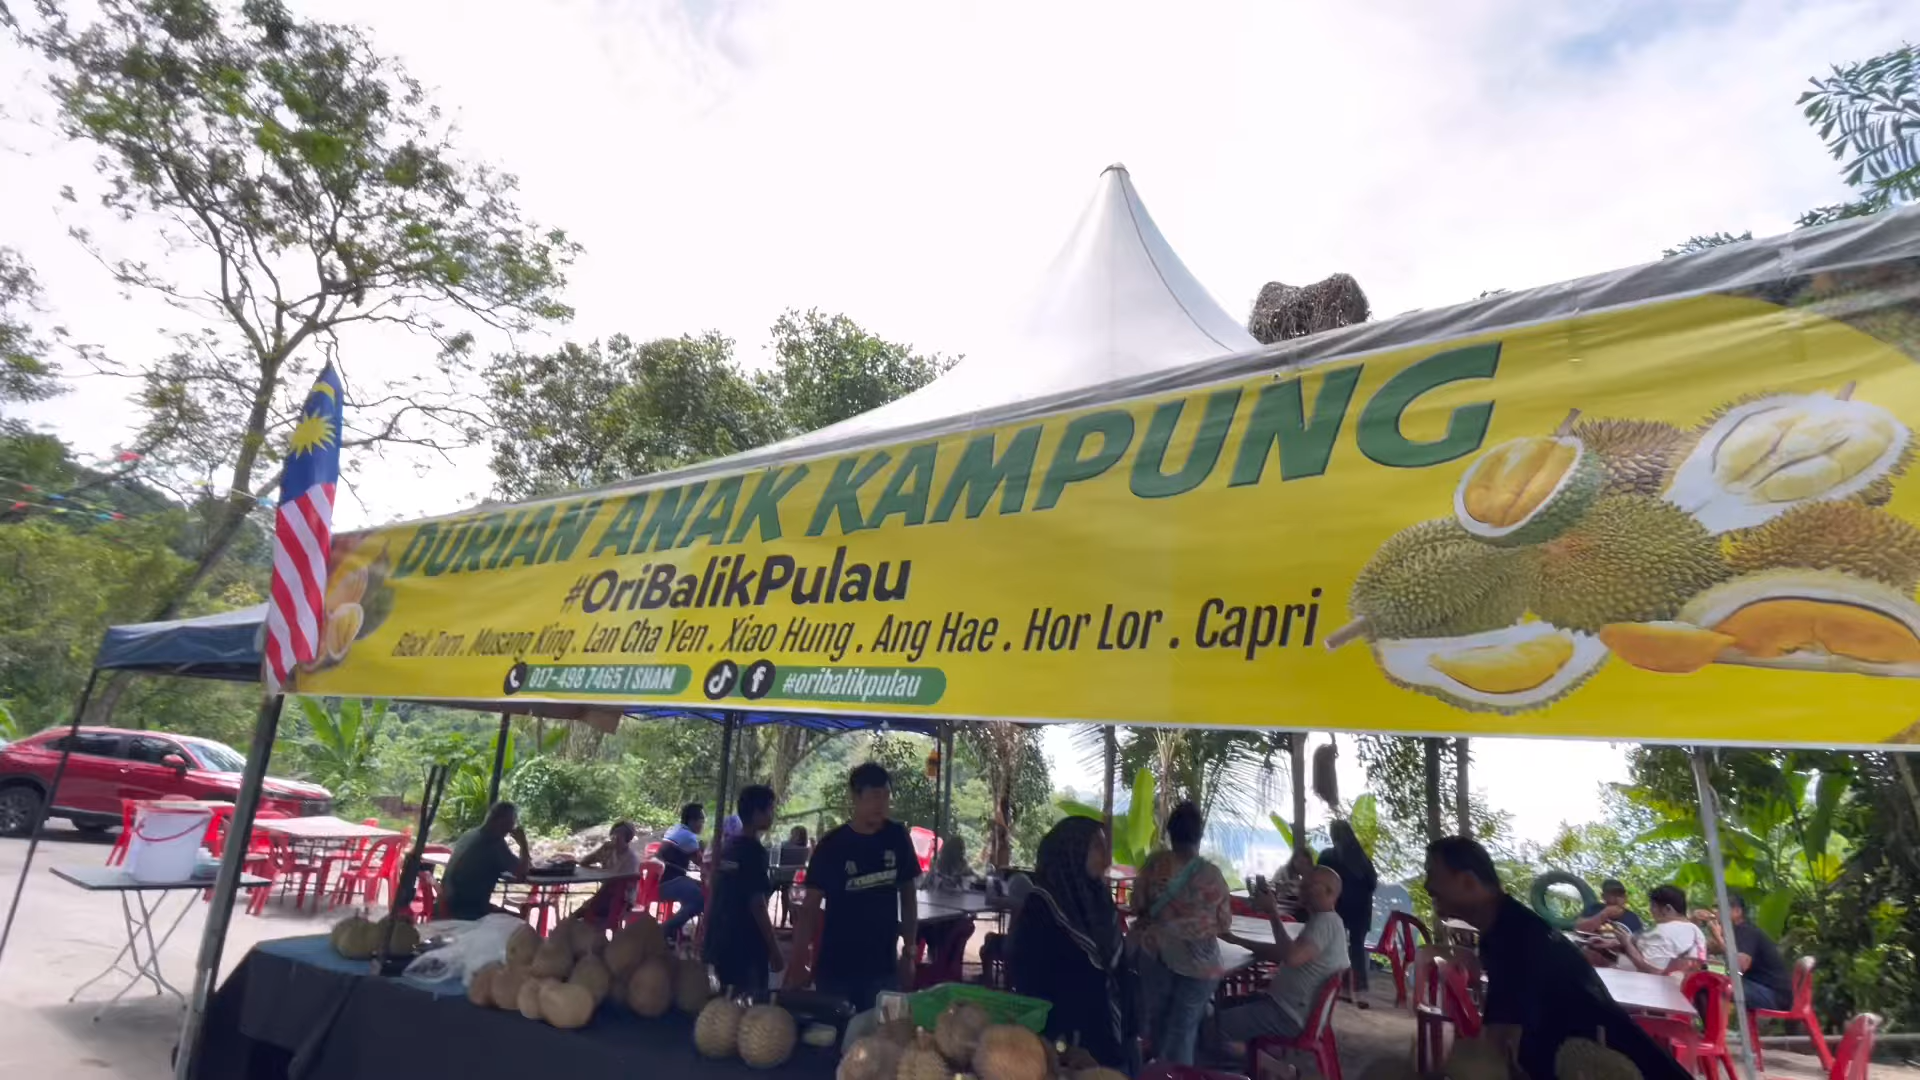 DURIAN ANAK KAMPUNG
#OriBalikPulau
Black Torn . Musang King . Lan Cha Yen . Xiao Hung . Ang Hae . Hor Lor . Capri
017-498 7465 | SHAM
#oribalikpulau